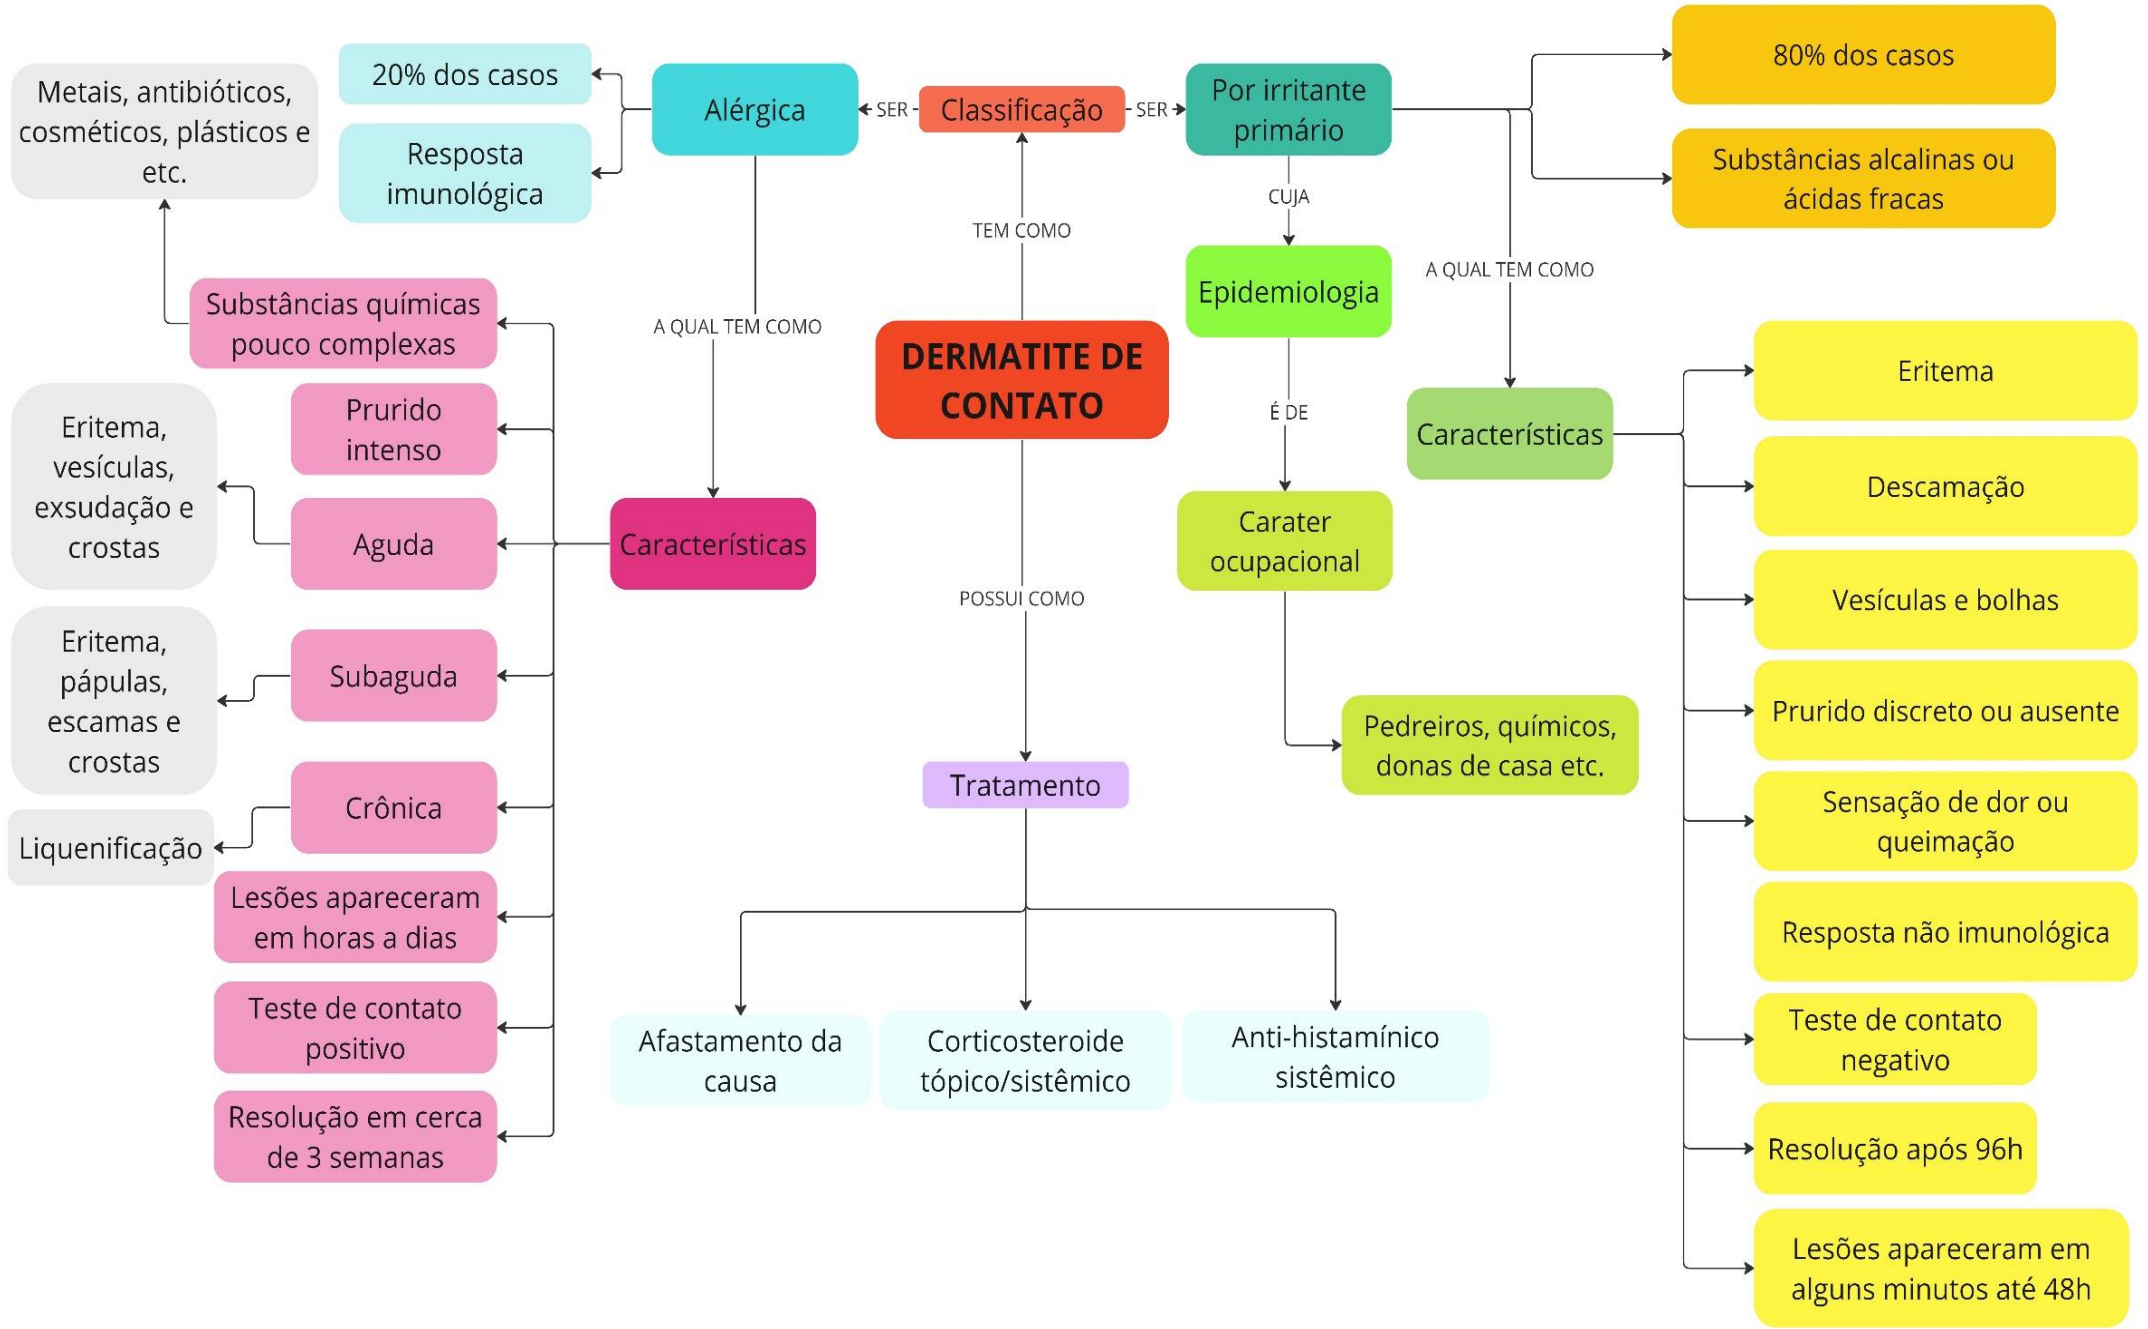 80% dos casos
20% dos casos
Metais, antibióticos,
cosméticos, plásticos e
etc.
Alérgica
SER
Classificação
SER
Por irritante
primário
Resposta
imunológica
Substâncias alcalinas ou
ácidas fracas
CUJA
TEM COMO
A QUAL TEM COMO
Epidemiologia
Substâncias químicas
pouco complexas
A QUAL TEM COMO
DERMATITE DE
CONTATO
Eritema
Prurido
intenso
É DE
Características
Eritema,
vesículas,
exsudação e
crostas
Descamação
Aguda
Características
Carater
ocupacional
POSSUI COMO
Vesículas e bolhas
Eritema,
pápulas,
escamas e
crostas
Subaguda
Prurido discreto ou ausente
Pedreiros, químicos,
donas de casa etc.
Tratamento
Crônica
Sensação de dor ou
queimação
Liquenificação
Lesões apareceram
em horas a dias
Resposta não imunológica
Teste de contato
positivo
Afastamento da
causa
Corticosteroide
tópico/sistêmico
Anti-histamínico
sistêmico
Teste de contato
negativo
Resolução em cerca
de 3 semanas
Resolução após 96h
Lesões apareceram em
alguns minutos até 48h